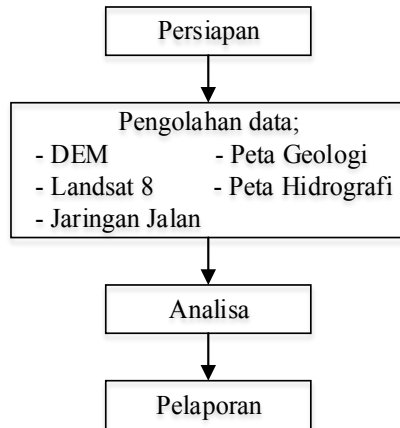 Persiapan
Pengolahan data;
- DEM - Peta Geologi
- Landsat 8 - Peta Hidrografi
- Jaringan Jalan
Analisa
Pelaporan